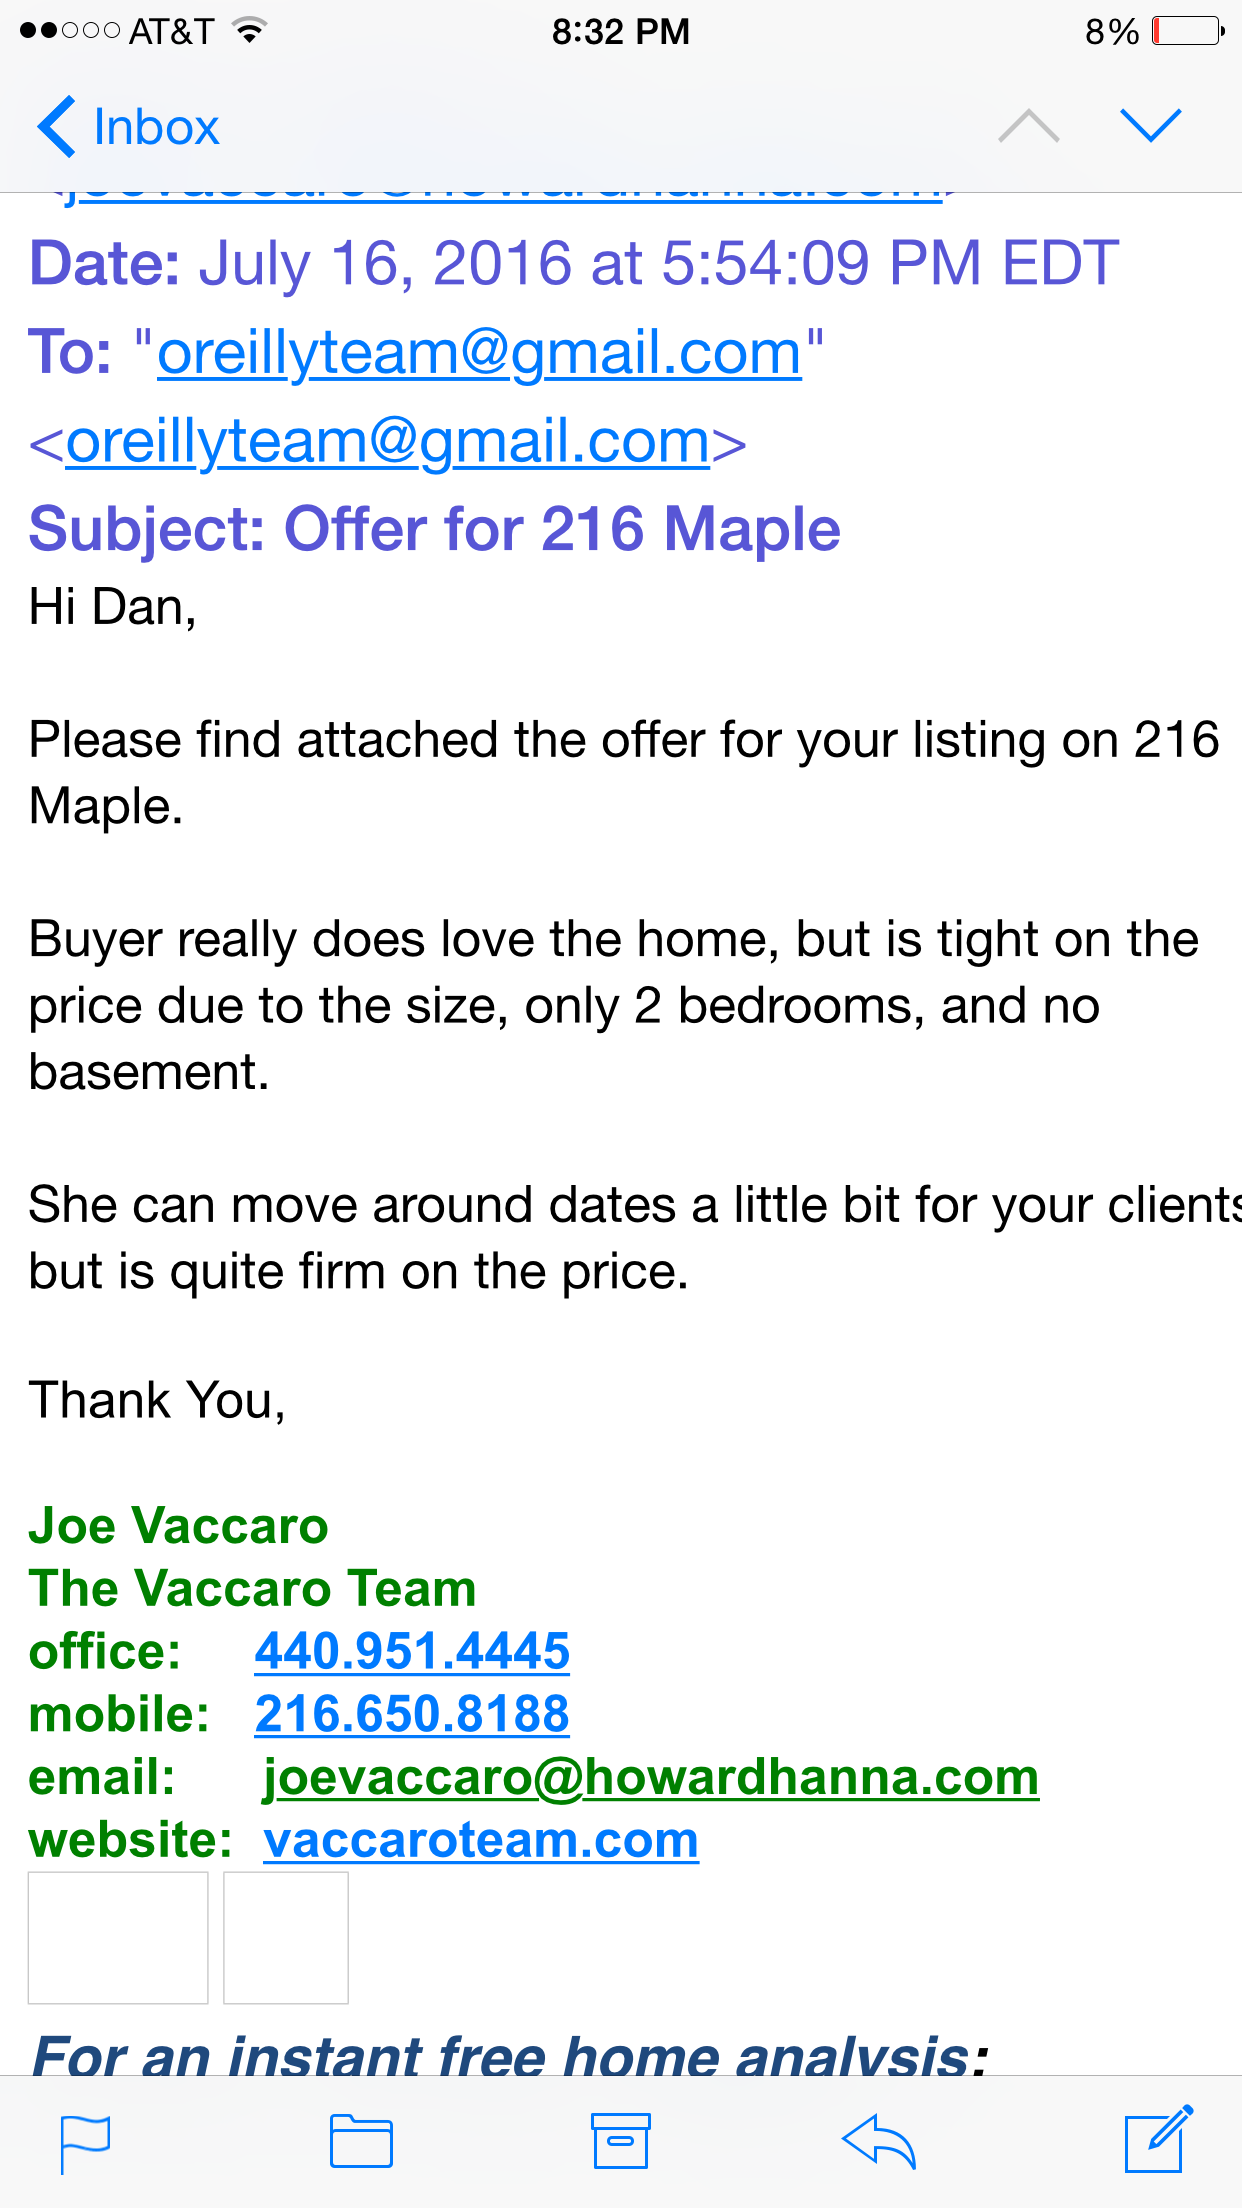 AT&T 8:32 PM 8%
Inbox
<joevaccaro@howardhanna.com>
Date: July 16, 2016 at 5:54:09 PM EDT
To: "oreillyteam@gmail.com"
<oreillyteam@gmail.com>
Subject: Offer for 216 Maple
Hi Dan,
Please find attached the offer for your listing on 216
Maple.
Buyer really does love the home, but is tight on the
price due to the size, only 2 bedrooms, and no
basement.
She can move around dates a little bit for your clients
but is quite firm on the price.
Thank You,
Joe Vaccaro
The Vaccaro Team
office: 440.951.4445
mobile: 216.650.8188
email: joevaccaro@howardhanna.com
website: vaccaroteam.com
For an instant free home analysis: